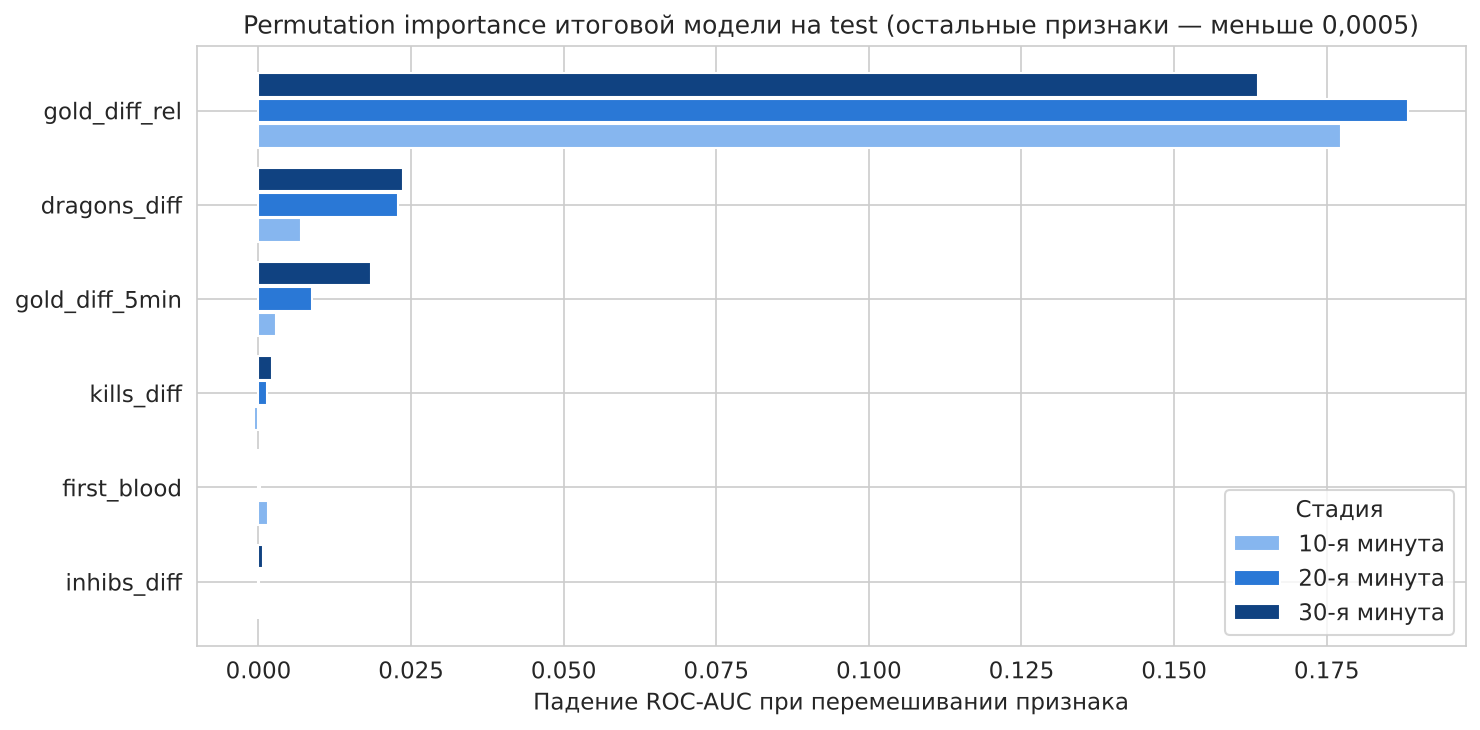 Permutation importance итоговой модели на test (остальные признаки — меньше 0,0005)
gold_diff_rel
dragons_diff
gold_diff_5min
kills_diff
first_blood
inhibs_diff
Стадия
10-я минута
20-я минута
30-я минута
0.000 0.025 0.050 0.075 0.100 0.125 0.150 0.175
Падение ROC-AUC при перемешивании признака